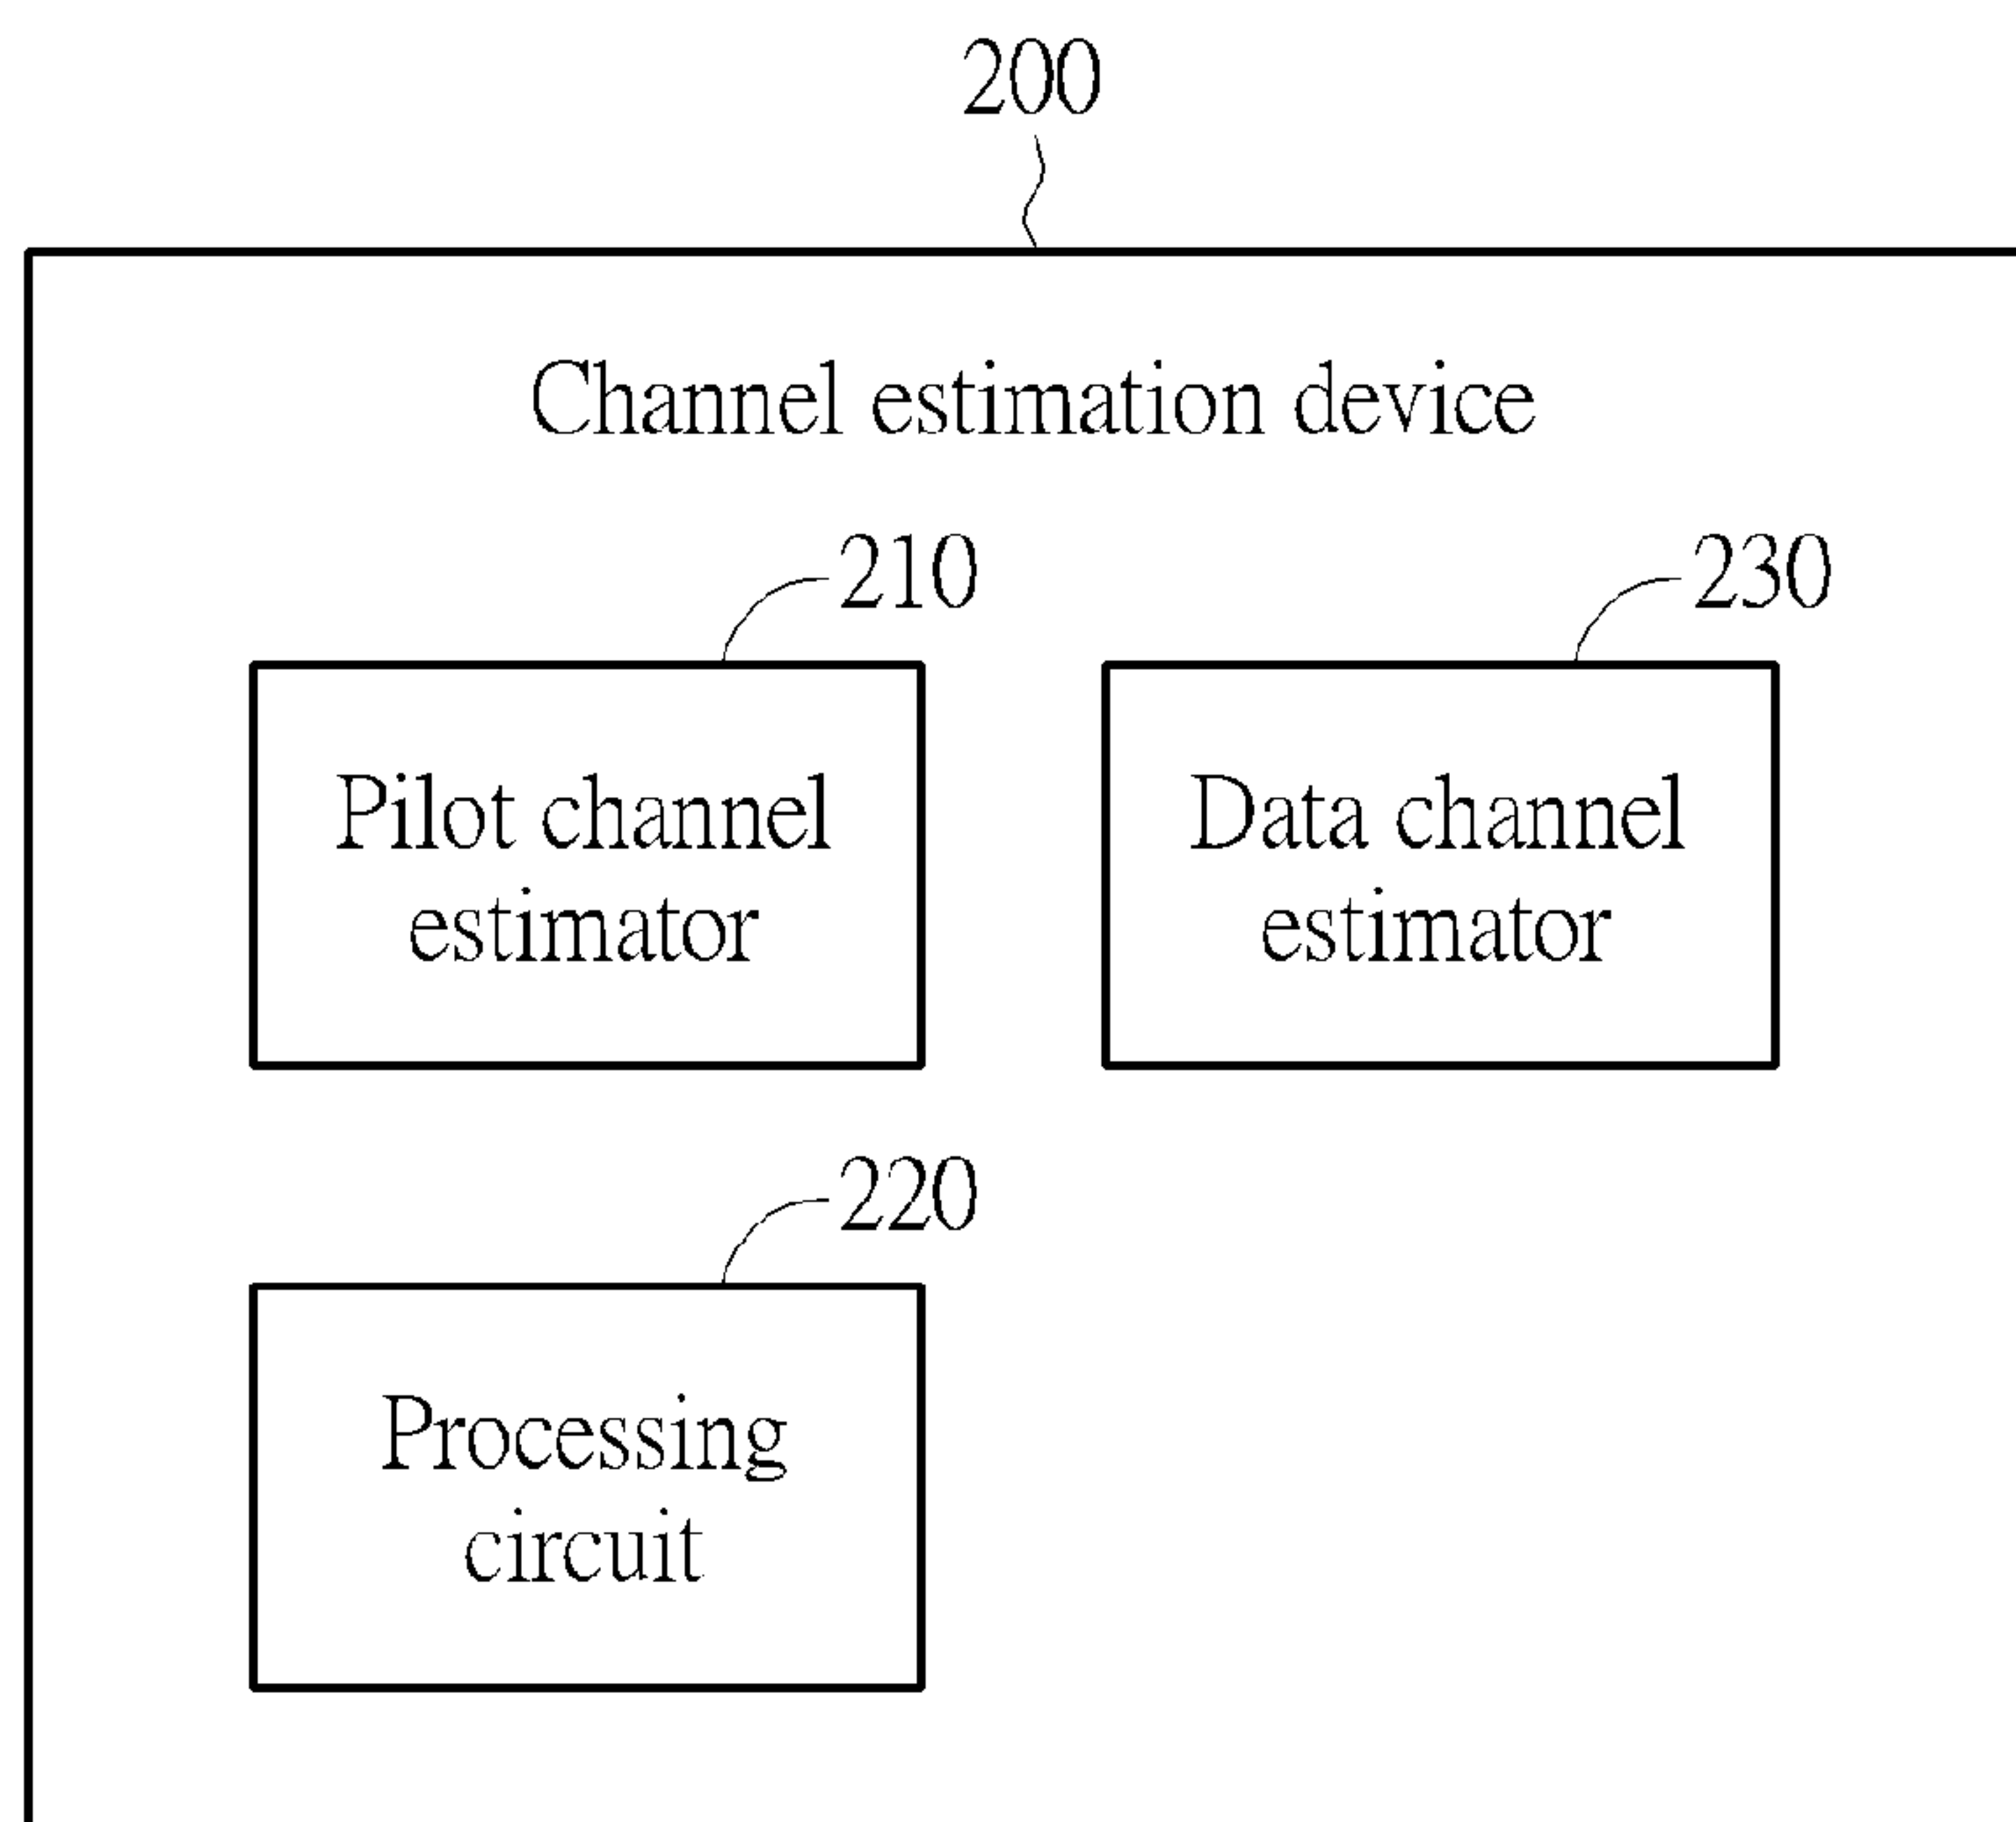 200
Channel estimation device
210
230
Pilot channel
estimator
Data channel
estimator
220
Processing
circuit